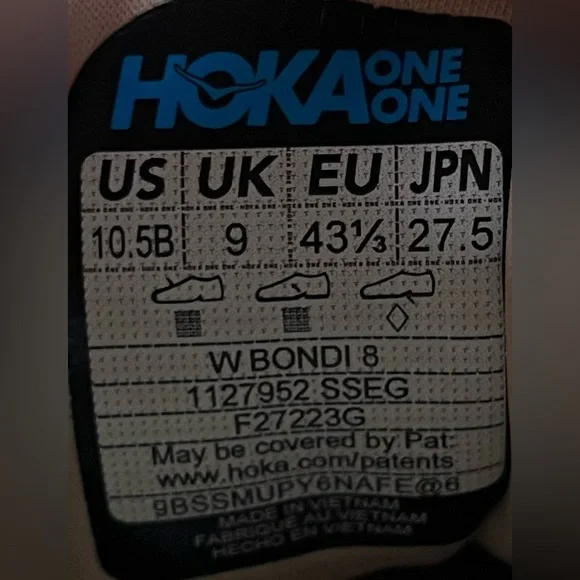 HOKA ONE ONE
US UK EU JPN
10.5B 9 43⅓ 27.5
W BONDI 8
1127952 SSEG
F27223G
May be covered by Pat:
www.hoka.com/patents
9BSSMUPY6NAFE@6
MADE IN VIETNAM
FABRIQUE AU VIETNAM
HECHO EN VIETNAM